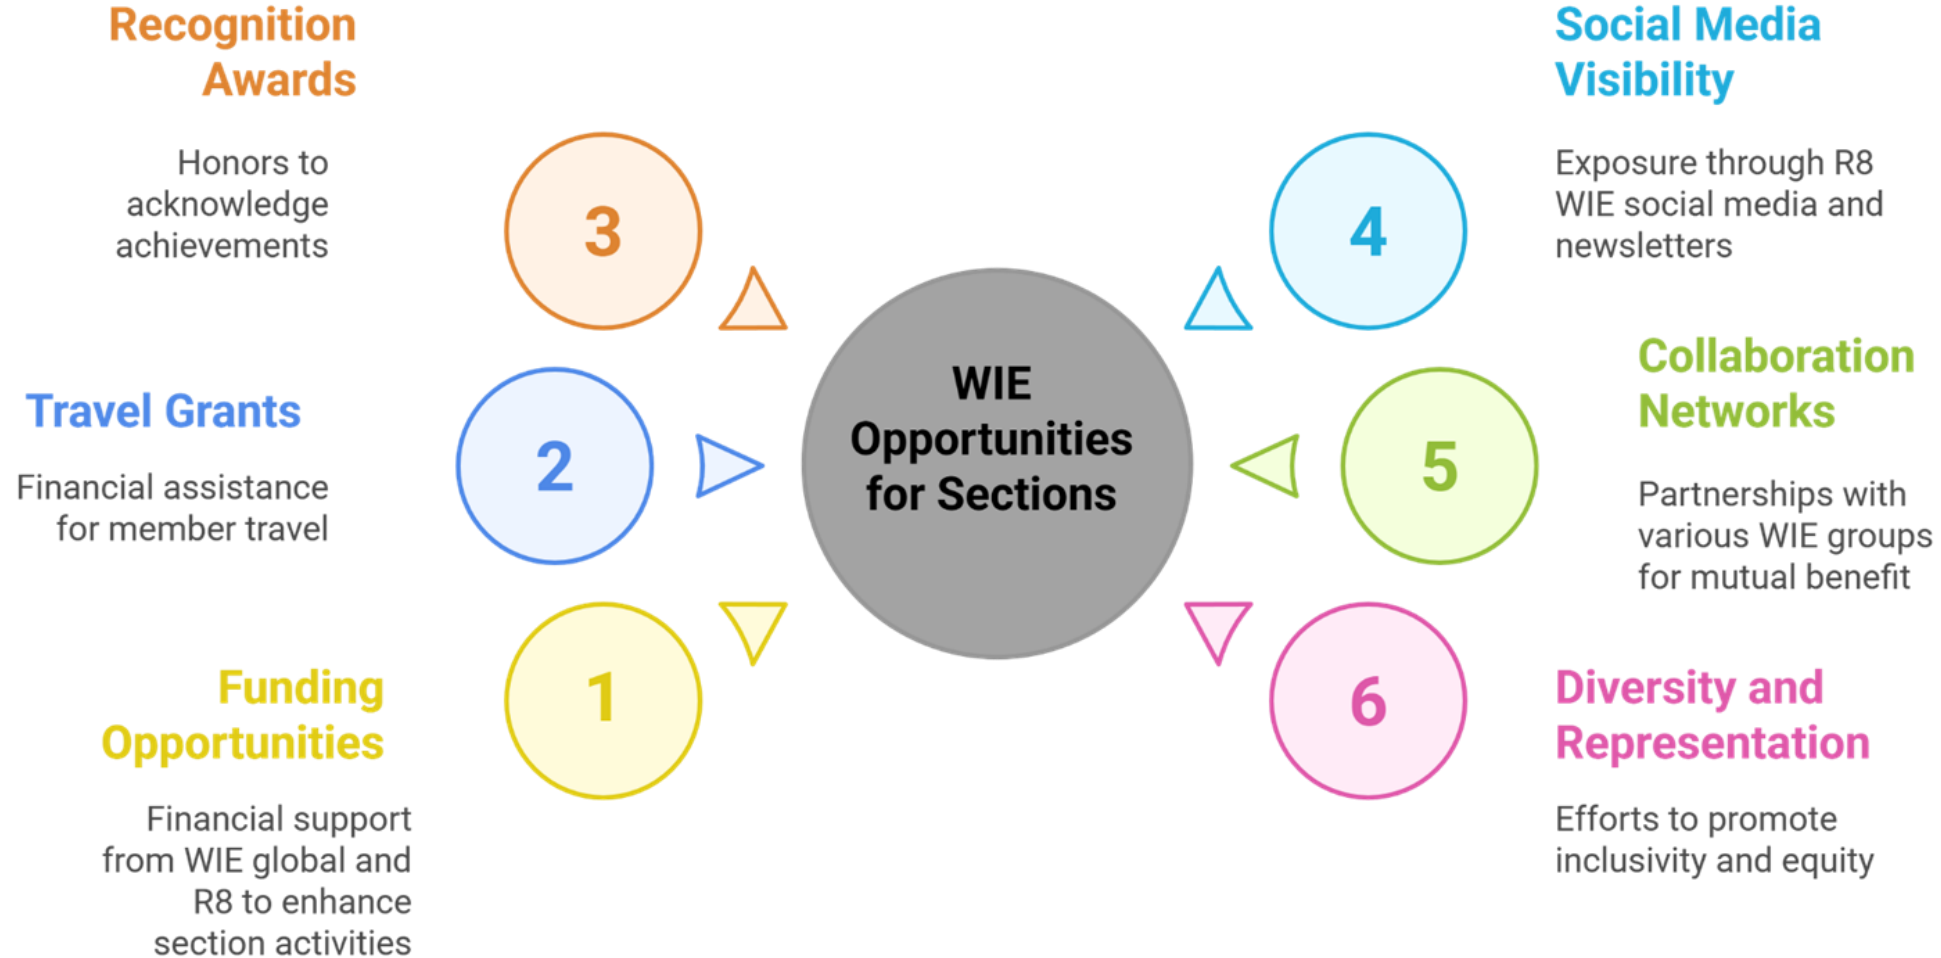 Recognition
Awards
Honors to
acknowledge
achievements
3
Travel Grants
Financial assistance
for member travel
2
Funding
Opportunities
Financial support
from WIE global and
R8 to enhance
section activities
1
WIE
Opportunities
for Sections
Social Media
Visibility
Exposure through R8
WIE social media and
newsletters
4
Collaboration
Networks
Partnerships with
various WIE groups
for mutual benefit
5
Diversity and
Representation
Efforts to promote
inclusivity and equity
6